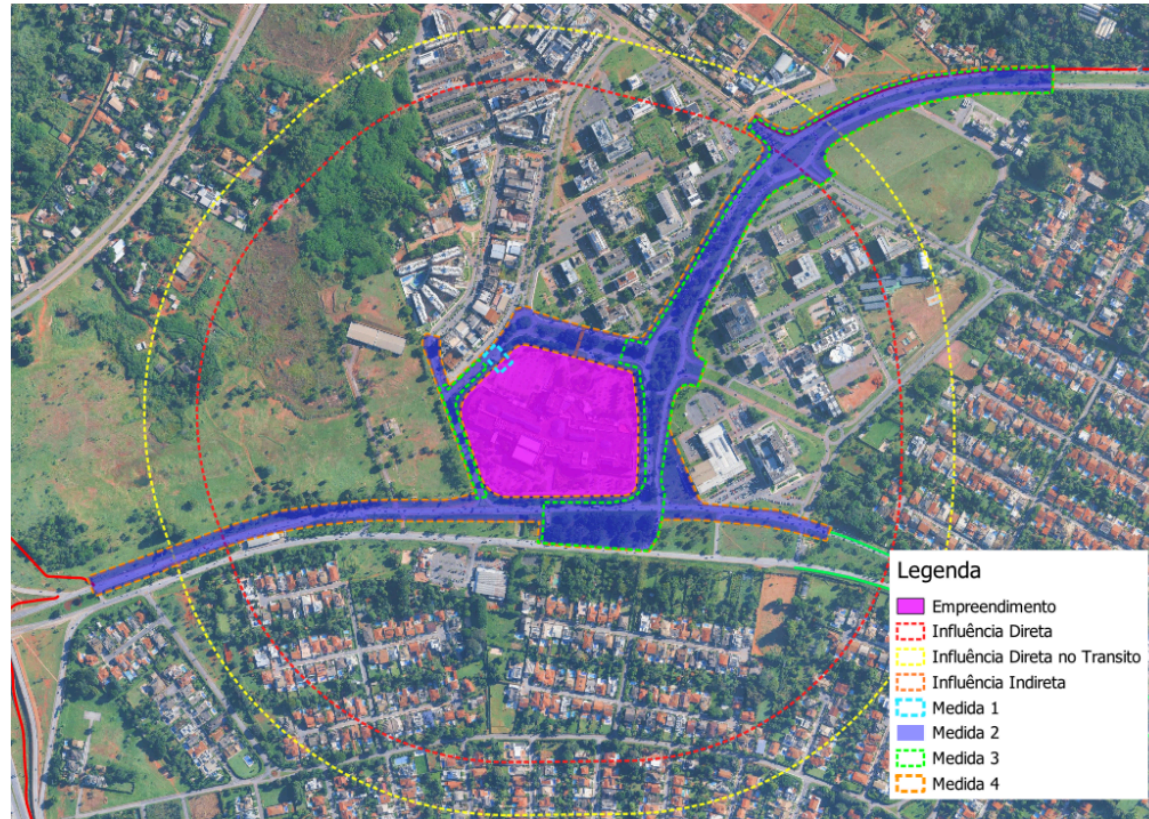 Legenda
Empreendimento
Influência Direta
Influência Direta no Transito
Influência Indireta
Medida 1
Medida 2
Medida 3
Medida 4